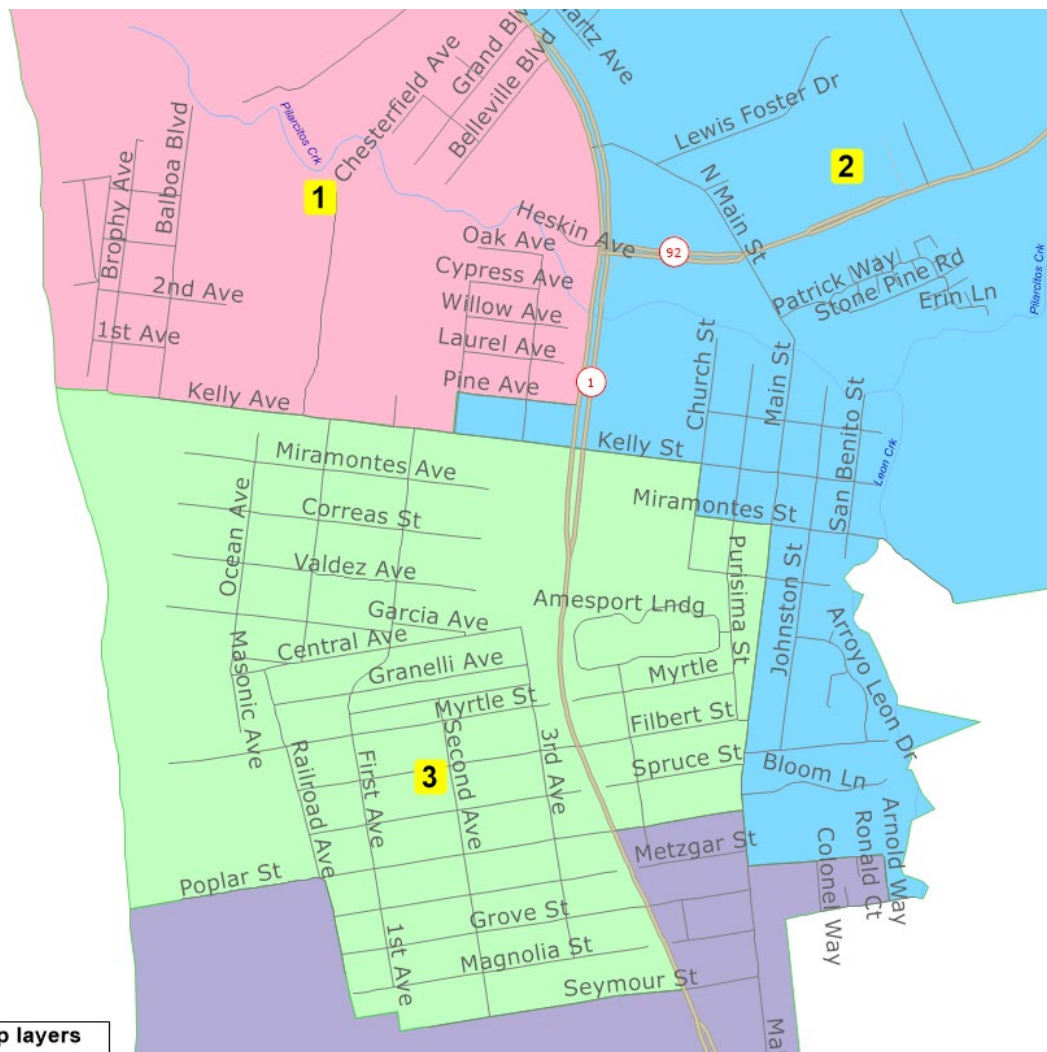 Grand Blv
artz Ave
Chesterfield Ave
Belleville Blvd
Pilarcitos Crk
Lewis Foster Dr
Balboa Blvd
Brophy Ave
1
2
N Main St
Heskin Ave
Oak Ave
92
Cypress Ave
Patrick Way
Stone Pine Rd
Erin Ln
Pilarcitos Crk
2nd Ave
Willow Ave
1st Ave
Laurel Ave
Church St
Main St
Pine Ave
1
Kelly Ave
San Benito St
Kelly St
Leon Crk
Miramontes Ave
Miramontes St
Ocean Ave
Correas St
Valdez Ave
Purisima St
Johnston St
Garcia Ave
Amesport Lndg
Central Ave
Masonic Ave
Granelli Ave
Myrtle
Arroyo Leon Dr
Myrtle St
Filbert St
Railroad Ave
First Ave
3
Second Ave
3rd Ave
Spruce St
Bloom Ln
Metzgar St
Colonel Way
Ronald Ct
Arnold Way
Poplar St
Grove St
1st Ave
Magnolia St
Seymour St
Ma
p layers